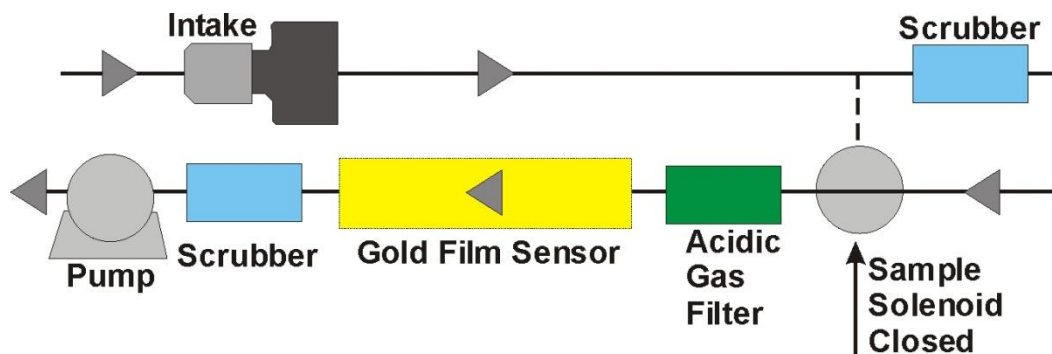 Intake
Scrubber
Pump
Scrubber
Gold Film Sensor
Acidic
Gas
Filter
Sample
Solenoid
Closed